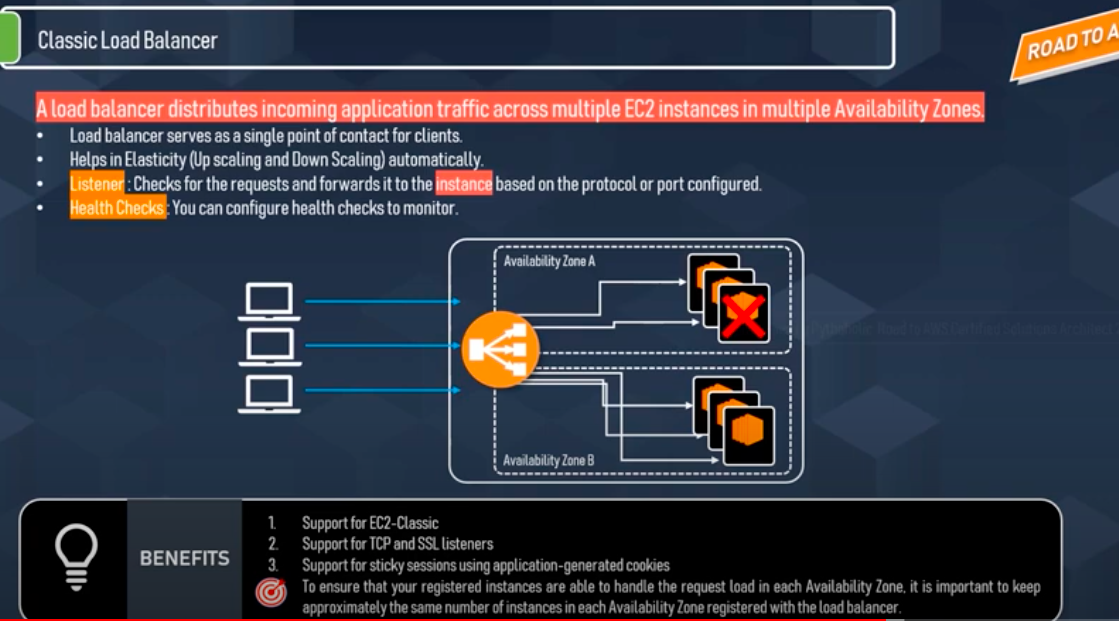 Classic Load Balancer
ROAD TO A
A load balancer distributes incoming application traffic across multiple EC2 instances in multiple Availability Zones.
• Load balancer serves as a single point of contact for clients.
• Helps in Elasticity (Up scaling and Down Scaling) automatically.
• Listener : Checks for the requests and forwards it to the instance based on the protocol or port configured.
• Health Checks : You can configure health checks to monitor.
Availability Zone A
Road to AWS Certified Solutions Architect
Availability Zone B
BENEFITS
1. Support for EC2-Classic
2. Support for TCP and SSL listeners
3. Support for sticky sessions using application-generated cookies
To ensure that your registered instances are able to handle the request load in each Availability Zone, it is important to keep
approximately the same number of instances in each Availability Zone registered with the load balancer.